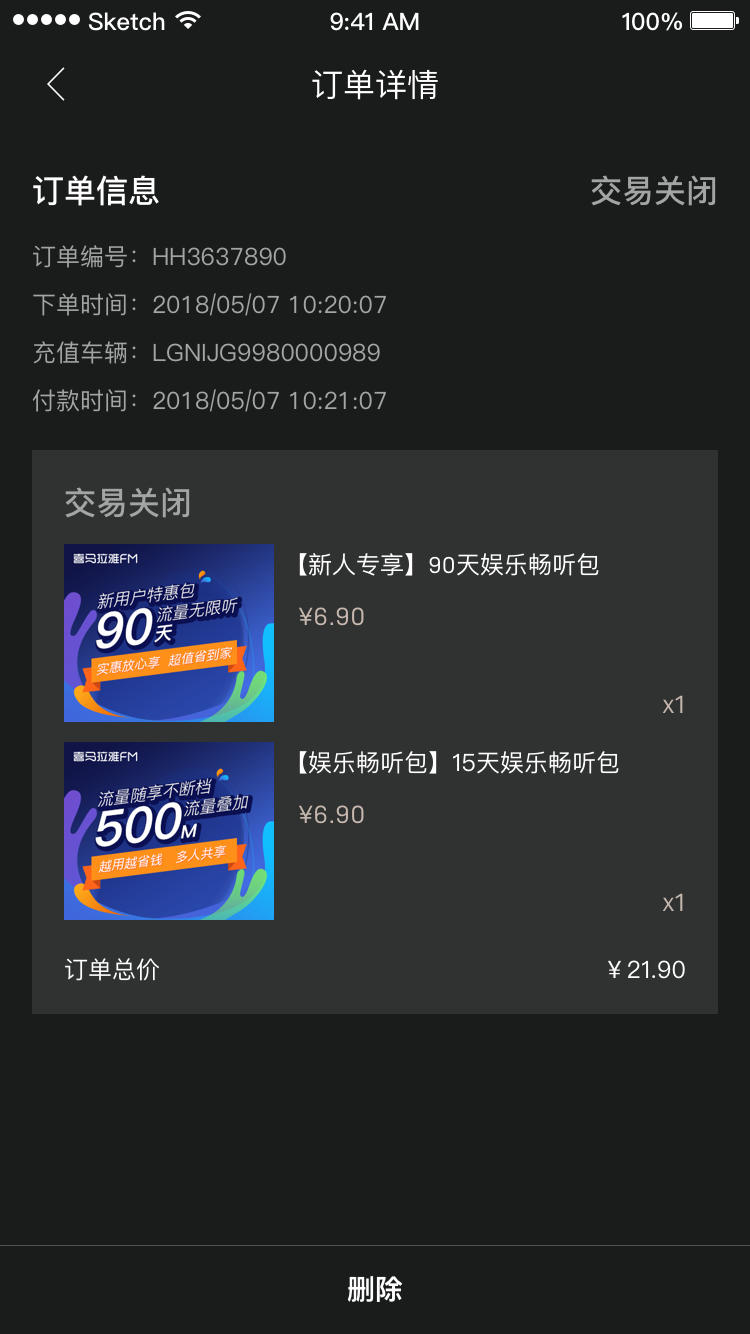 Sketch 9:41 AM 100%
订单详情
订单信息 交易关闭
订单编号：HH3637890
下单时间：2018/05/07 10:20:07
充值车辆：LGNIJG9980000989
付款时间：2018/05/07 10:21:07
交易关闭
喜马拉雅FM
新用户特惠包
90天 流量无限听
实惠放心享 超值省到家
【新人专享】90天娱乐畅听包
¥6.90
x1
喜马拉雅FM
流量随享不断档
500M 流量叠加
越用越省钱 多人共享
【娱乐畅听包】15天娱乐畅听包
¥6.90
x1
订单总价 ¥ 21.90
删除